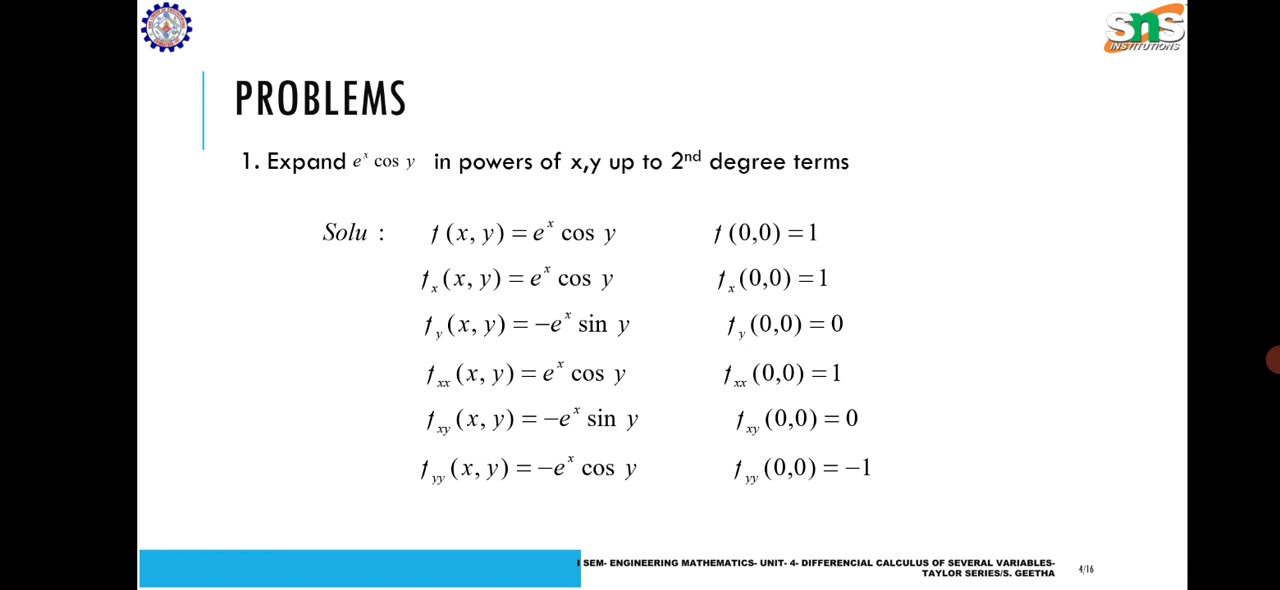 SNS
INSTITUTIONS
PROBLEMS
1. Expand e^x cos y in powers of x,y up to 2nd degree terms
Solu : f(x, y) = e^x cos y f(0,0) = 1
f_x(x, y) = e^x cos y f_x(0,0) = 1
f_y(x, y) = −e^x sin y f_y(0,0) = 0
f_xx(x, y) = e^x cos y f_xx(0,0) = 1
f_xy(x, y) = −e^x sin y f_xy(0,0) = 0
f_yy(x, y) = −e^x cos y f_yy(0,0) = −1
I SEM- ENGINEERING MATHEMATICS- UNIT- 4- DIFFERENCIAL CALCULUS OF SEVERAL VARIABLES-
TAYLOR SERIES/S. GEETHA
4/16